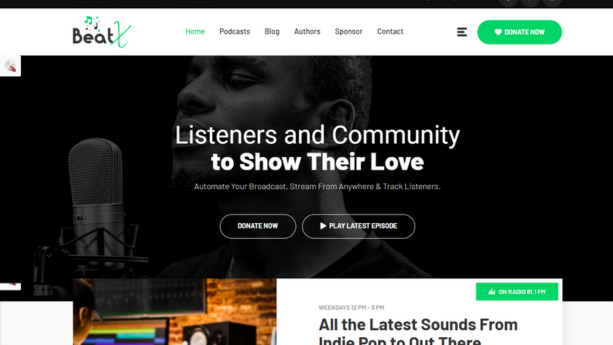 BeatX
Home Podcasts Blog Authors Sponsor Contact
DONATE NOW
Listeners and Community
to Show Their Love
Automate Your Broadcast, Stream From Anywhere & Track Listeners.
DONATE NOW
PLAY LATEST EPISODE
ON RADIO 81.1 FM
WEEKDAYS 12 PM - 3 PM
All the Latest Sounds From
Indie Pop to Out There